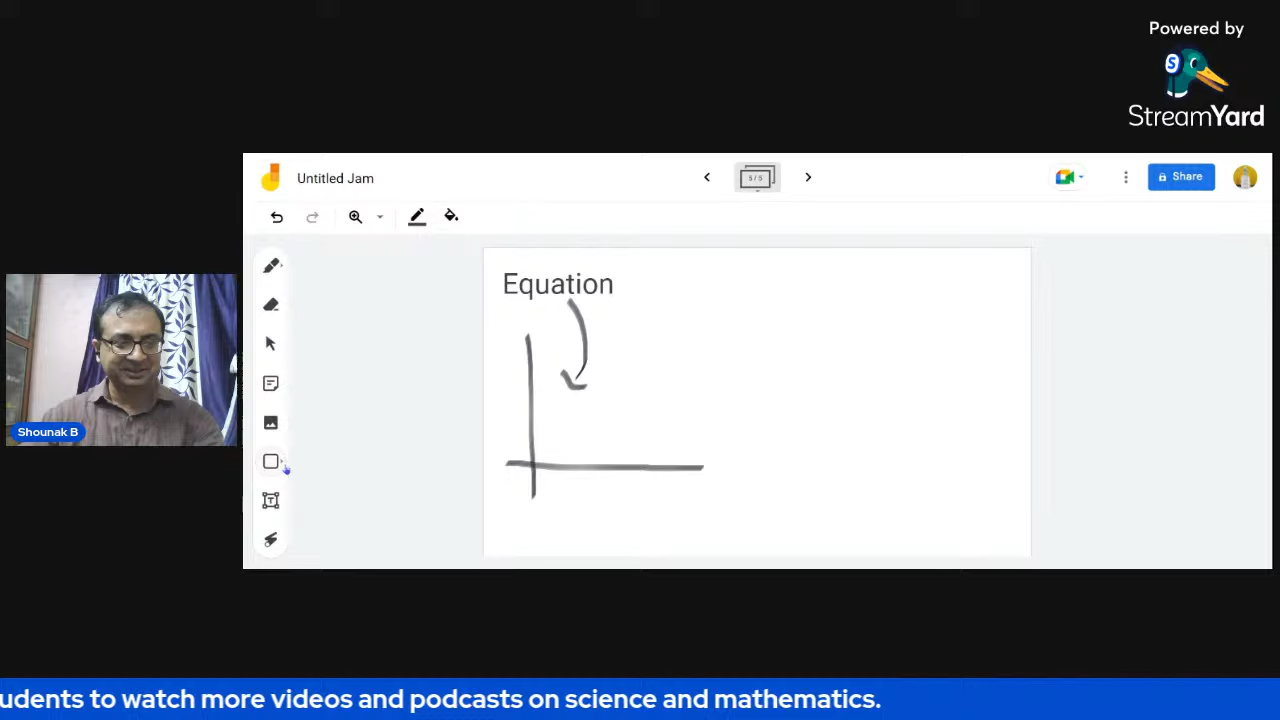 Powered by
StreamYard
Untitled Jam
5 / 5
Share
Equation
Shounak B
S
T
udents to watch more videos and podcasts on science and mathematics.